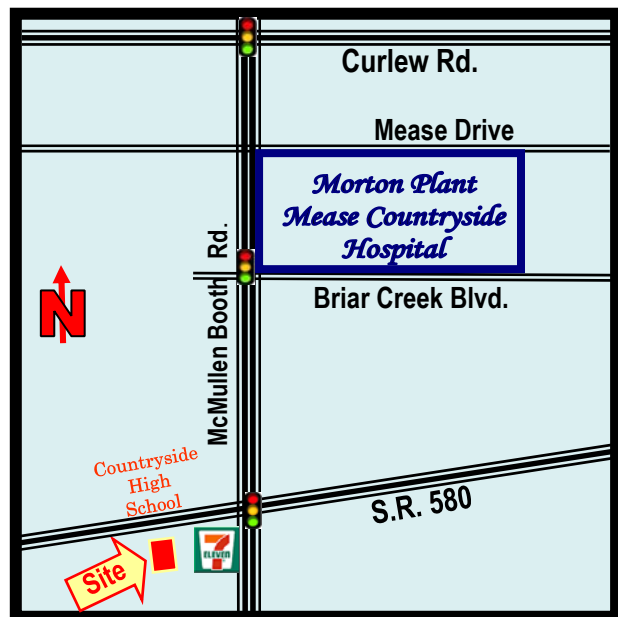 Curlew Rd.
Mease Drive
Morton Plant
Mease Countryside
Hospital
McMullen Booth Rd.
N
Briar Creek Blvd.
Countryside
High
School
S.R. 580
7
ELEVEN
Site